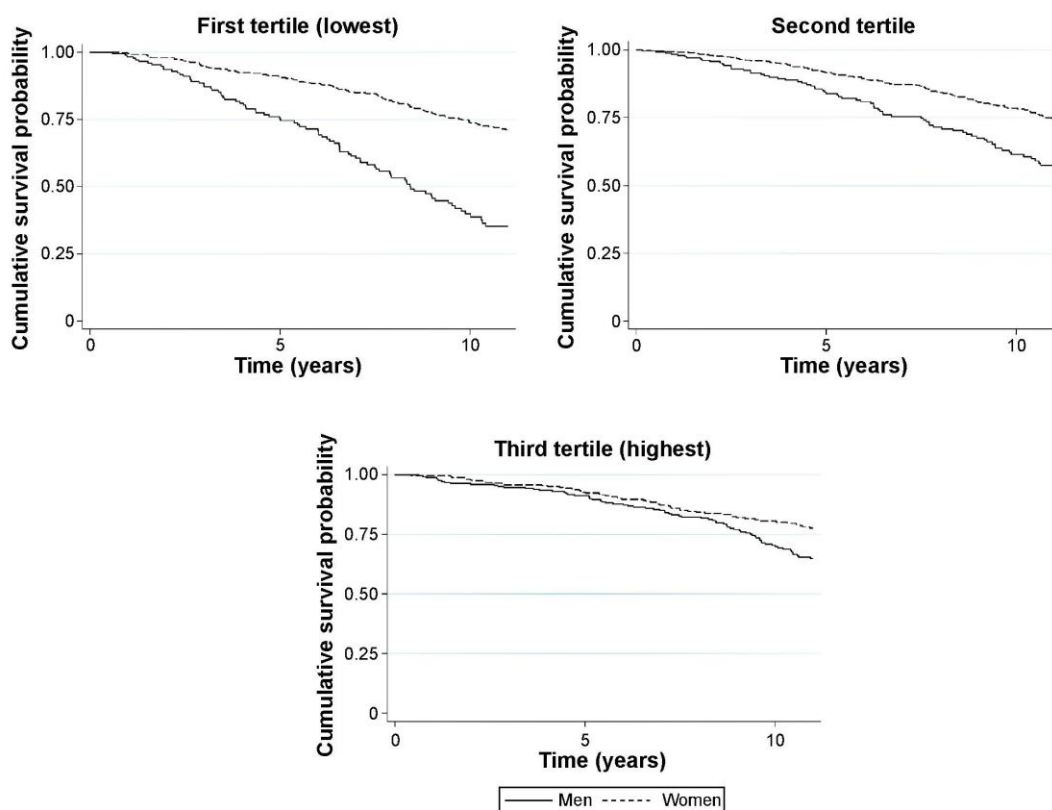 First tertile (lowest)
Cumulative survival probability
1.00
0.75
0.50
0.25
0
0 5 10
Time (years)
Second tertile
Cumulative survival probability
1.00
0.75
0.50
0.25
0
0 5 10
Time (years)
Third tertile (highest)
Cumulative survival probability
1.00
0.75
0.50
0.25
0
0 5 10
Time (years)
Men Women